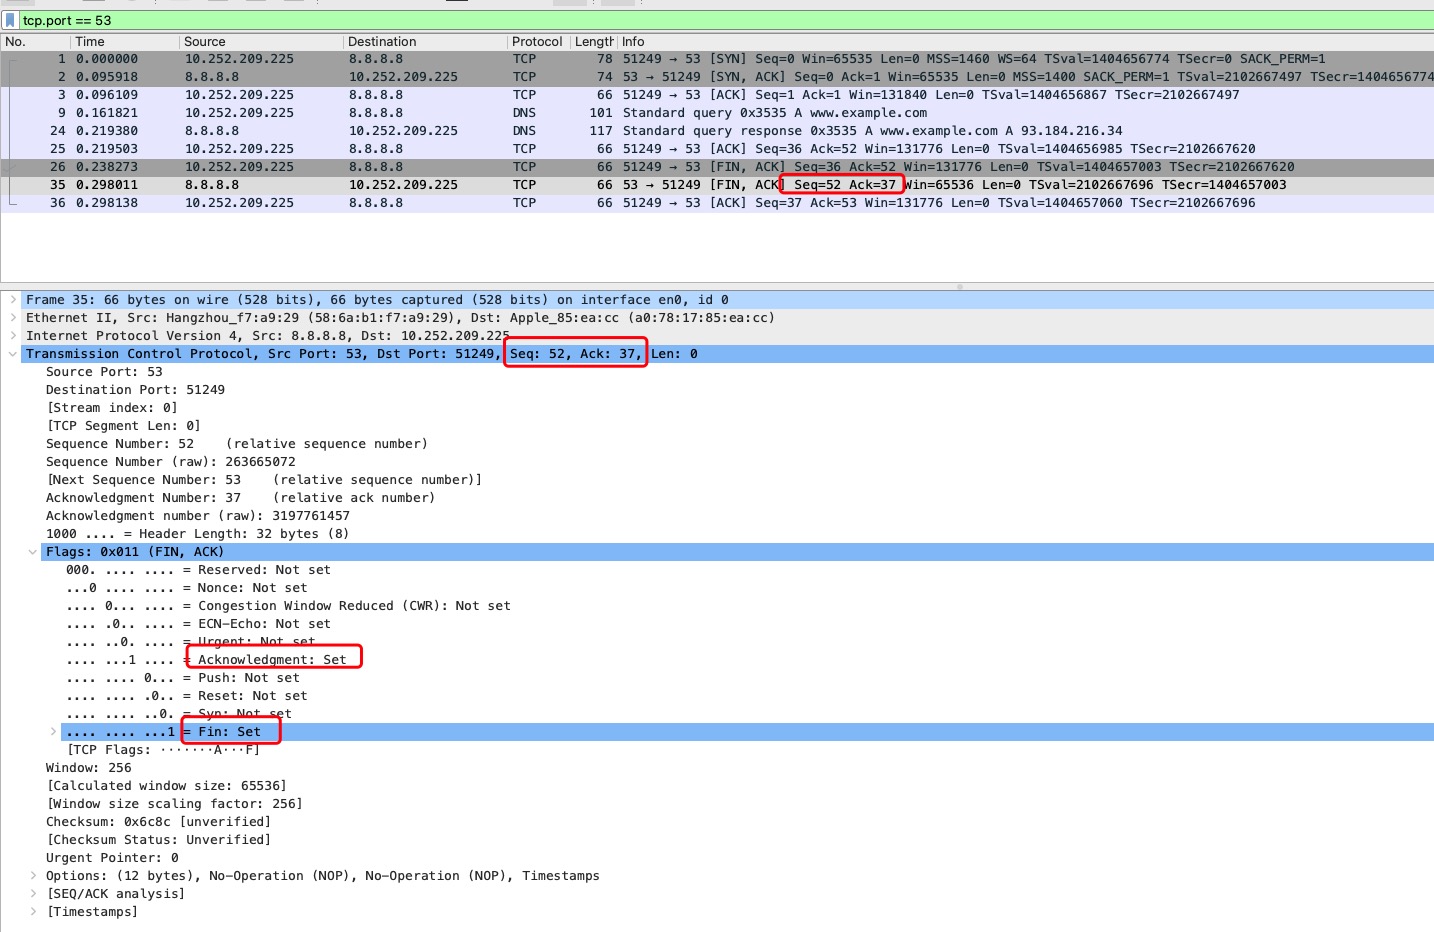 tcp.port == 53
No. Time Source Destination Protocol Length Info
1 0.000000 10.252.209.225 8.8.8.8 TCP 78 51249 → 53 [SYN] Seq=0 Win=65535 Len=0 MSS=1460 WS=64 TSval=1404656774 TSecr=0 SACK_PERM=1
2 0.095918 8.8.8.8 10.252.209.225 TCP 74 53 → 51249 [SYN, ACK] Seq=0 Ack=1 Win=65535 Len=0 MSS=1400 SACK_PERM=1 TSval=2102667497 TSecr=1404656774
3 0.096109 10.252.209.225 8.8.8.8 TCP 66 51249 → 53 [ACK] Seq=1 Ack=1 Win=131840 Len=0 TSval=1404656867 TSecr=2102667497
9 0.161821 10.252.209.225 8.8.8.8 DNS 101 Standard query 0x3535 A www.example.com
24 0.219380 8.8.8.8 10.252.209.225 DNS 117 Standard query response 0x3535 A www.example.com A 93.184.216.34
25 0.219503 10.252.209.225 8.8.8.8 TCP 66 51249 → 53 [ACK] Seq=36 Ack=52 Win=131776 Len=0 TSval=1404656985 TSecr=2102667620
26 0.238273 10.252.209.225 8.8.8.8 TCP 66 51249 → 53 [FIN, ACK] Seq=36 Ack=52 Win=131776 Len=0 TSval=1404657003 TSecr=2102667620
35 0.298011 8.8.8.8 10.252.209.225 TCP 66 53 → 51249 [FIN, ACK] Seq=52 Ack=37 Win=65536 Len=0 TSval=2102667696 TSecr=1404657003
36 0.298138 10.252.209.225 8.8.8.8 TCP 66 51249 → 53 [ACK] Seq=37 Ack=53 Win=131776 Len=0 TSval=1404657060 TSecr=2102667696
Frame 35: 66 bytes on wire (528 bits), 66 bytes captured (528 bits) on interface en0, id 0
Ethernet II, Src: Hangzhou_f7:a9:29 (58:6a:b1:f7:a9:29), Dst: Apple_85:ea:cc (a0:78:17:85:ea:cc)
Internet Protocol Version 4, Src: 8.8.8.8, Dst: 10.252.209.225
Transmission Control Protocol, Src Port: 53, Dst Port: 51249, Seq: 52, Ack: 37, Len: 0
Source Port: 53
Destination Port: 51249
[Stream index: 0]
[TCP Segment Len: 0]
Sequence Number: 52 (relative sequence number)
Sequence Number (raw): 263665072
[Next Sequence Number: 53 (relative sequence number)]
Acknowledgment Number: 37 (relative ack number)
Acknowledgment number (raw): 3197761457
1000 .... = Header Length: 32 bytes (8)
Flags: 0x011 (FIN, ACK)
000. .... .... = Reserved: Not set
...0 .... .... = Nonce: Not set
.... 0... .... = Congestion Window Reduced (CWR): Not set
.... .0.. .... = ECN-Echo: Not set
.... ..0. .... = Urgent: Not set
.... ...1 .... = Acknowledgment: Set
.... .... 0... = Push: Not set
.... .... .0.. = Reset: Not set
.... .... ..0. = Syn: Not set
.... .... ...1 = Fin: Set
[TCP Flags: ·······A···F]
Window: 256
[Calculated window size: 65536]
[Window size scaling factor: 256]
Checksum: 0x6c8c [unverified]
[Checksum Status: Unverified]
Urgent Pointer: 0
Options: (12 bytes), No-Operation (NOP), No-Operation (NOP), Timestamps
[SEQ/ACK analysis]
[Timestamps]